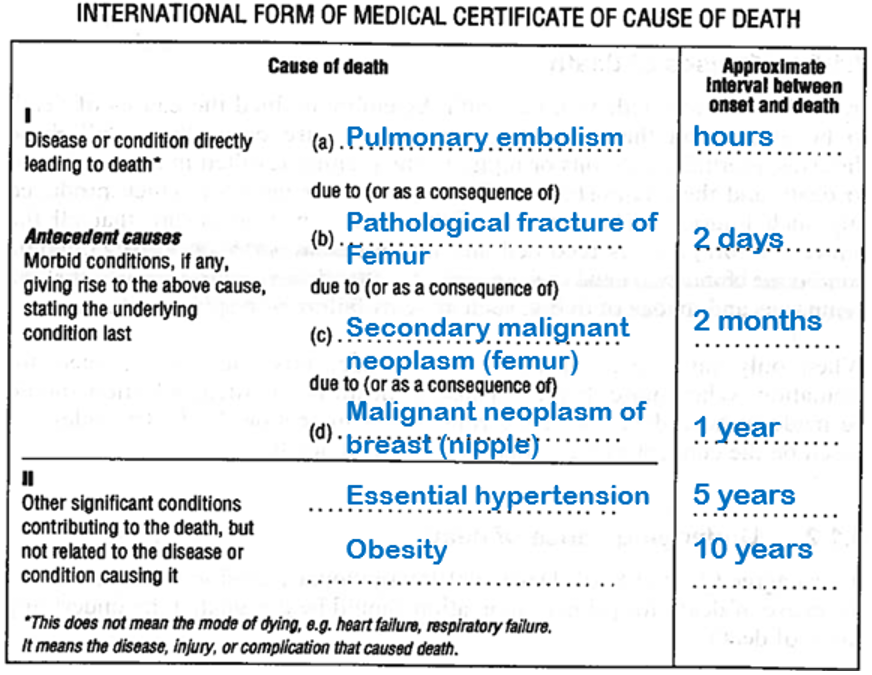 INTERNATIONAL FORM OF MEDICAL CERTIFICATE OF CAUSE OF DEATH
Cause of death
Approximate
interval between
onset and death
I
Disease or condition directly
leading to death*
(a) Pulmonary embolism
hours
due to (or as a consequence of)
Antecedent causes
Morbid conditions, if any,
giving rise to the above cause,
stating the underlying
condition last
(b) Pathological fracture of
Femur
2 days
due to (or as a consequence of)
(c) Secondary malignant
neoplasm (femur)
2 months
due to (or as a consequence of)
(d) Malignant neoplasm of
breast (nipple)
1 year
II
Other significant conditions
contributing to the death, but
not related to the disease or
condition causing it
Essential hypertension
5 years
Obesity
10 years
*This does not mean the mode of dying, e.g. heart failure, respiratory failure.
It means the disease, injury, or complication that caused death.